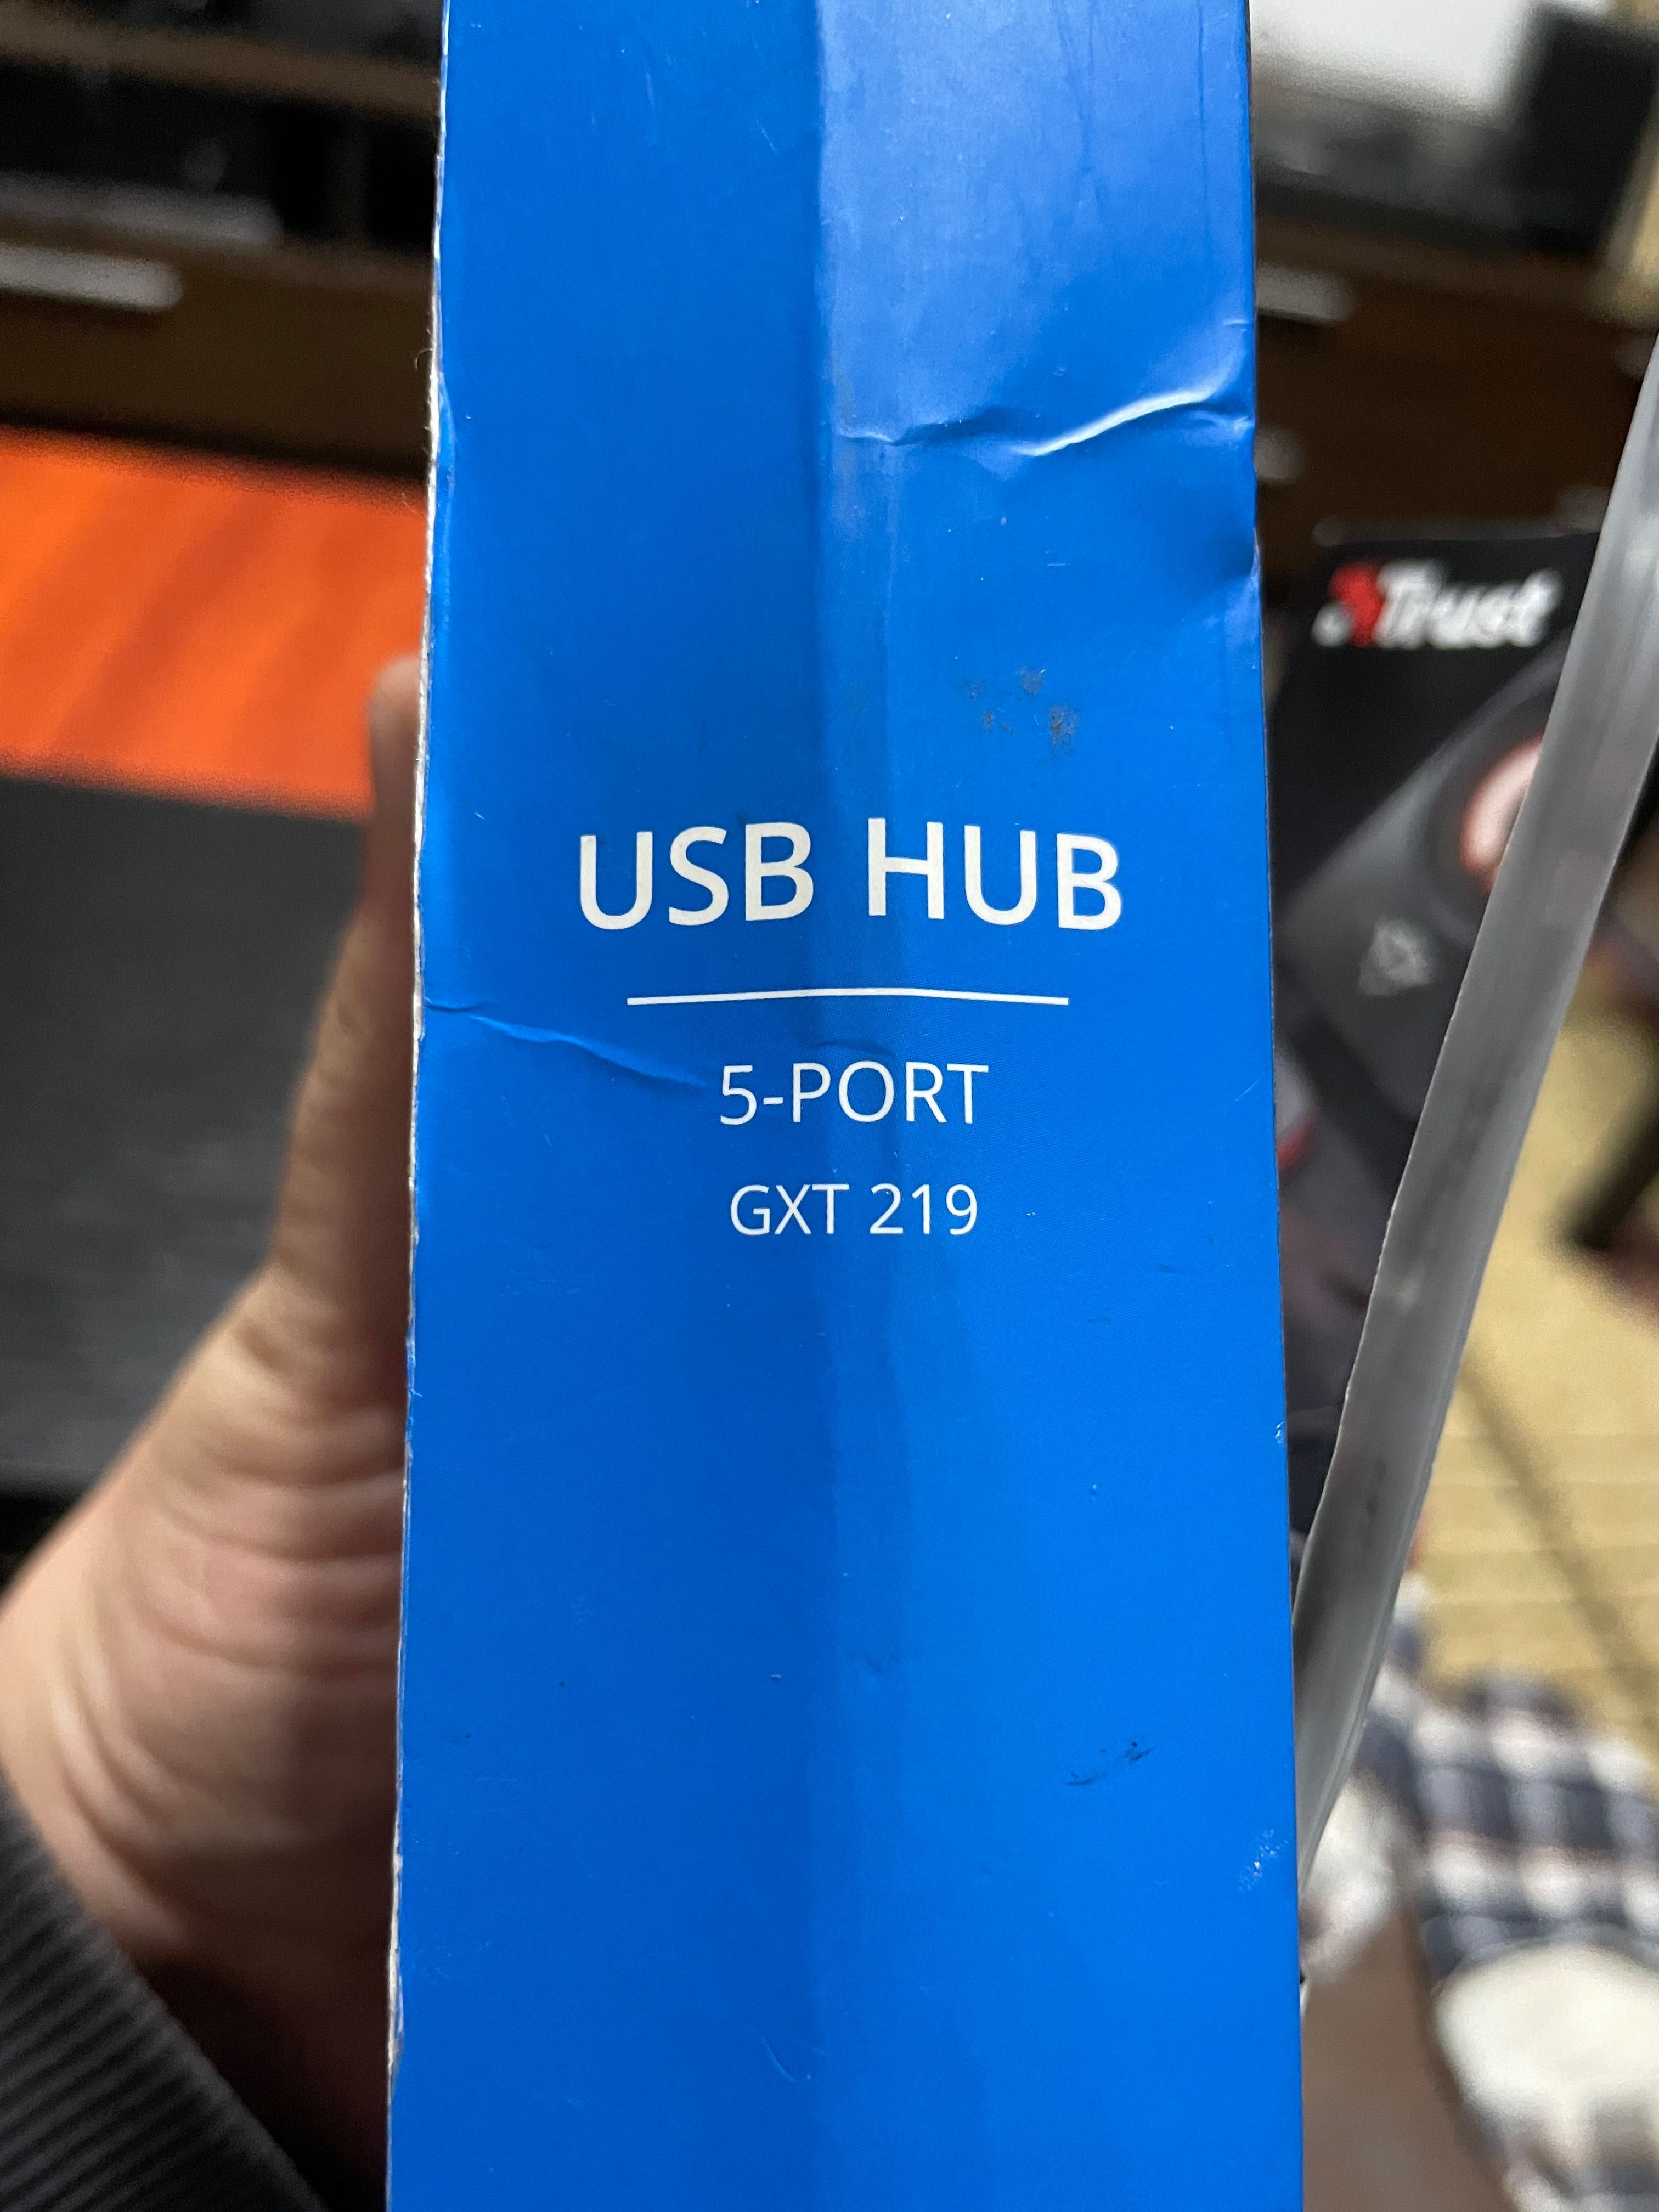 Trust
USB HUB
5-PORT
GXT 219